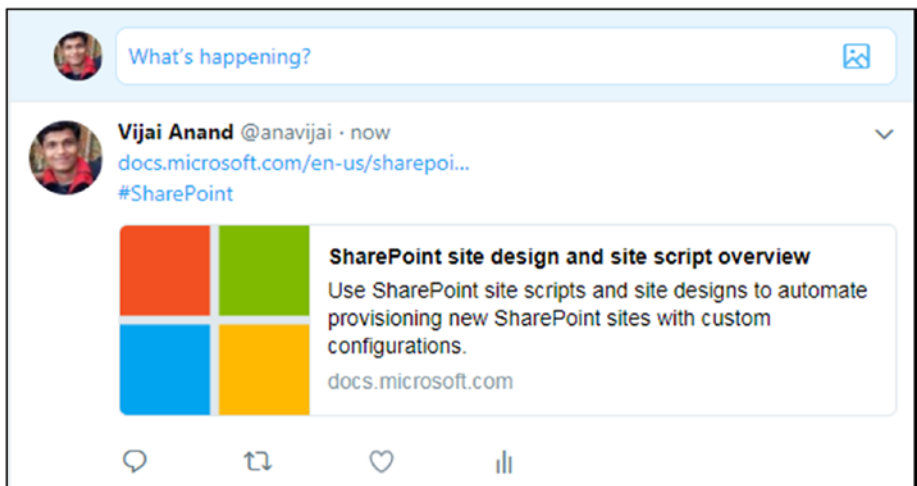 What's happening?
Vijai Anand @anavijai · now
docs.microsoft.com/en-us/sharepoi...
#SharePoint
SharePoint site design and site script overview
Use SharePoint site scripts and site designs to automate
provisioning new SharePoint sites with custom
configurations.
docs.microsoft.com